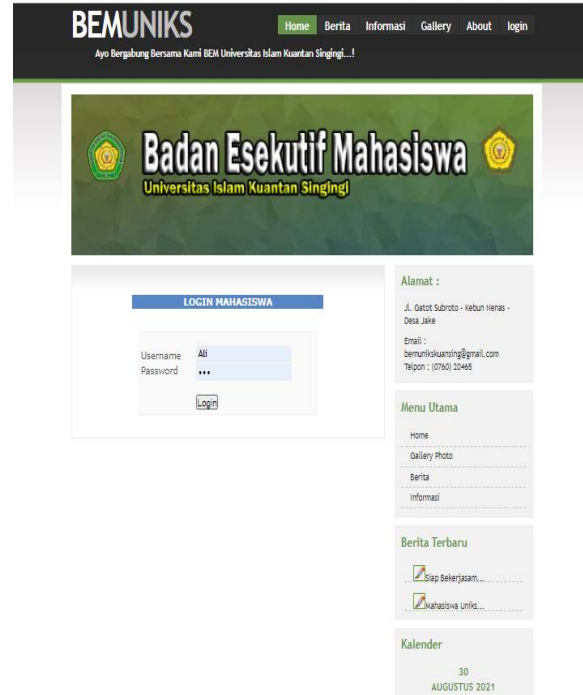 BEMUNIKS
Home Berita Informasi Gallery About login
Ayo Bergabung Bersama Kami BEM Universitas Islam Kuantan Singingi...!
Badan Esekutif Mahasiswa
Universitas Islam Kuantan Singingi
LOGIN MAHASISWA
Username Ali
Password •••
Login
Alamat :
Jl. Gatot Subroto - Kebun Nenas -
Desa Jake
Email :
bemunikskuansing@gmail.com
Telpon : (0760) 20465
Menu Utama
Home
Gallery Photo
Berita
Informasi
Berita Terbaru
Siap Bekerjasam...
Mahasiswa Uniks...
Kalender
30
AUGUSTUS 2021